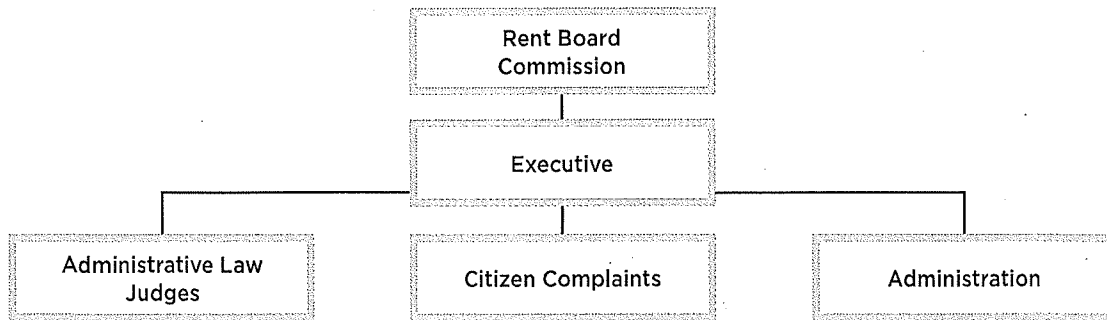 Rent Board
Commission
Executive
Administrative Law
Judges
Citizen Complaints
Administration